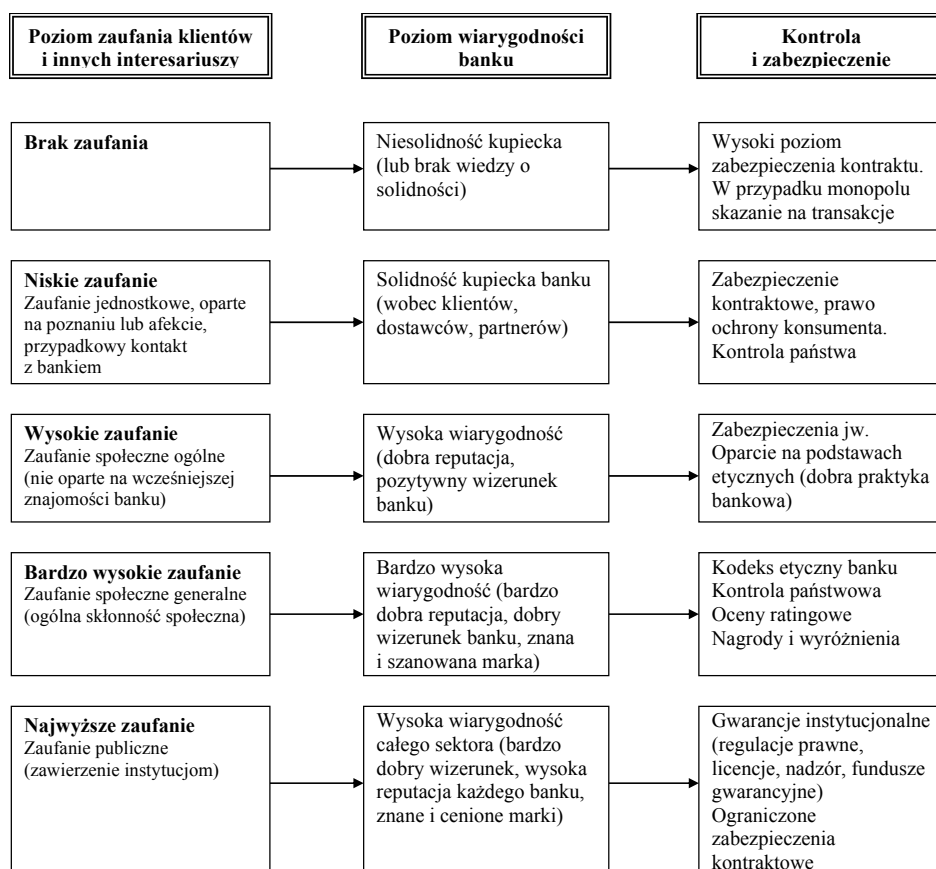 Poziom zaufania klientów
i innych interesariuszy
Poziom wiarygodności
banku
Kontrola
i zabezpieczenie
Brak zaufania
Niesolidność kupiecka
(lub brak wiedzy o
solidności)
Wysoki poziom
zabezpieczenia kontraktu.
W przypadku monopolu
skazanie na transakcje
Niskie zaufanie
Zaufanie jednostkowe, oparte
na poznaniu lub afekcie,
przypadkowy kontakt
z bankiem
Solidność kupiecka banku
(wobec klientów,
dostawców, partnerów)
Zabezpieczenie
kontraktowe, prawo
ochrony konsumenta.
Kontrola państwa
Wysokie zaufanie
Zaufanie społeczne ogólne
(nie oparte na wcześniejszej
znajomości banku)
Wysoka wiarygodność
(dobra reputacja,
pozytywny wizerunek
banku)
Zabezpieczenia jw.
Oparcie na podstawach
etycznych (dobra praktyka
bankowa)
Bardzo wysokie zaufanie
Zaufanie społeczne generalne
(ogólna skłonność społeczna)
Bardzo wysoka
wiarygodność (bardzo
dobra reputacja, dobry
wizerunek banku, znana
i szanowana marka)
Kodeks etyczny banku
Kontrola państwowa
Oceny ratingowe
Nagrody i wyróżnienia
Najwyższe zaufanie
Zaufanie publiczne
(zawierzenie instytucjom)
Wysoka wiarygodność
całego sektora (bardzo
dobry wizerunek, wysoka
reputacja każdego banku,
znane i cenione marki)
Gwarancje instytucjonalne
(regulacje prawne,
licencje, nadzór, fundusze
gwarancyjne)
Ograniczone
zabezpieczenia
kontraktowe